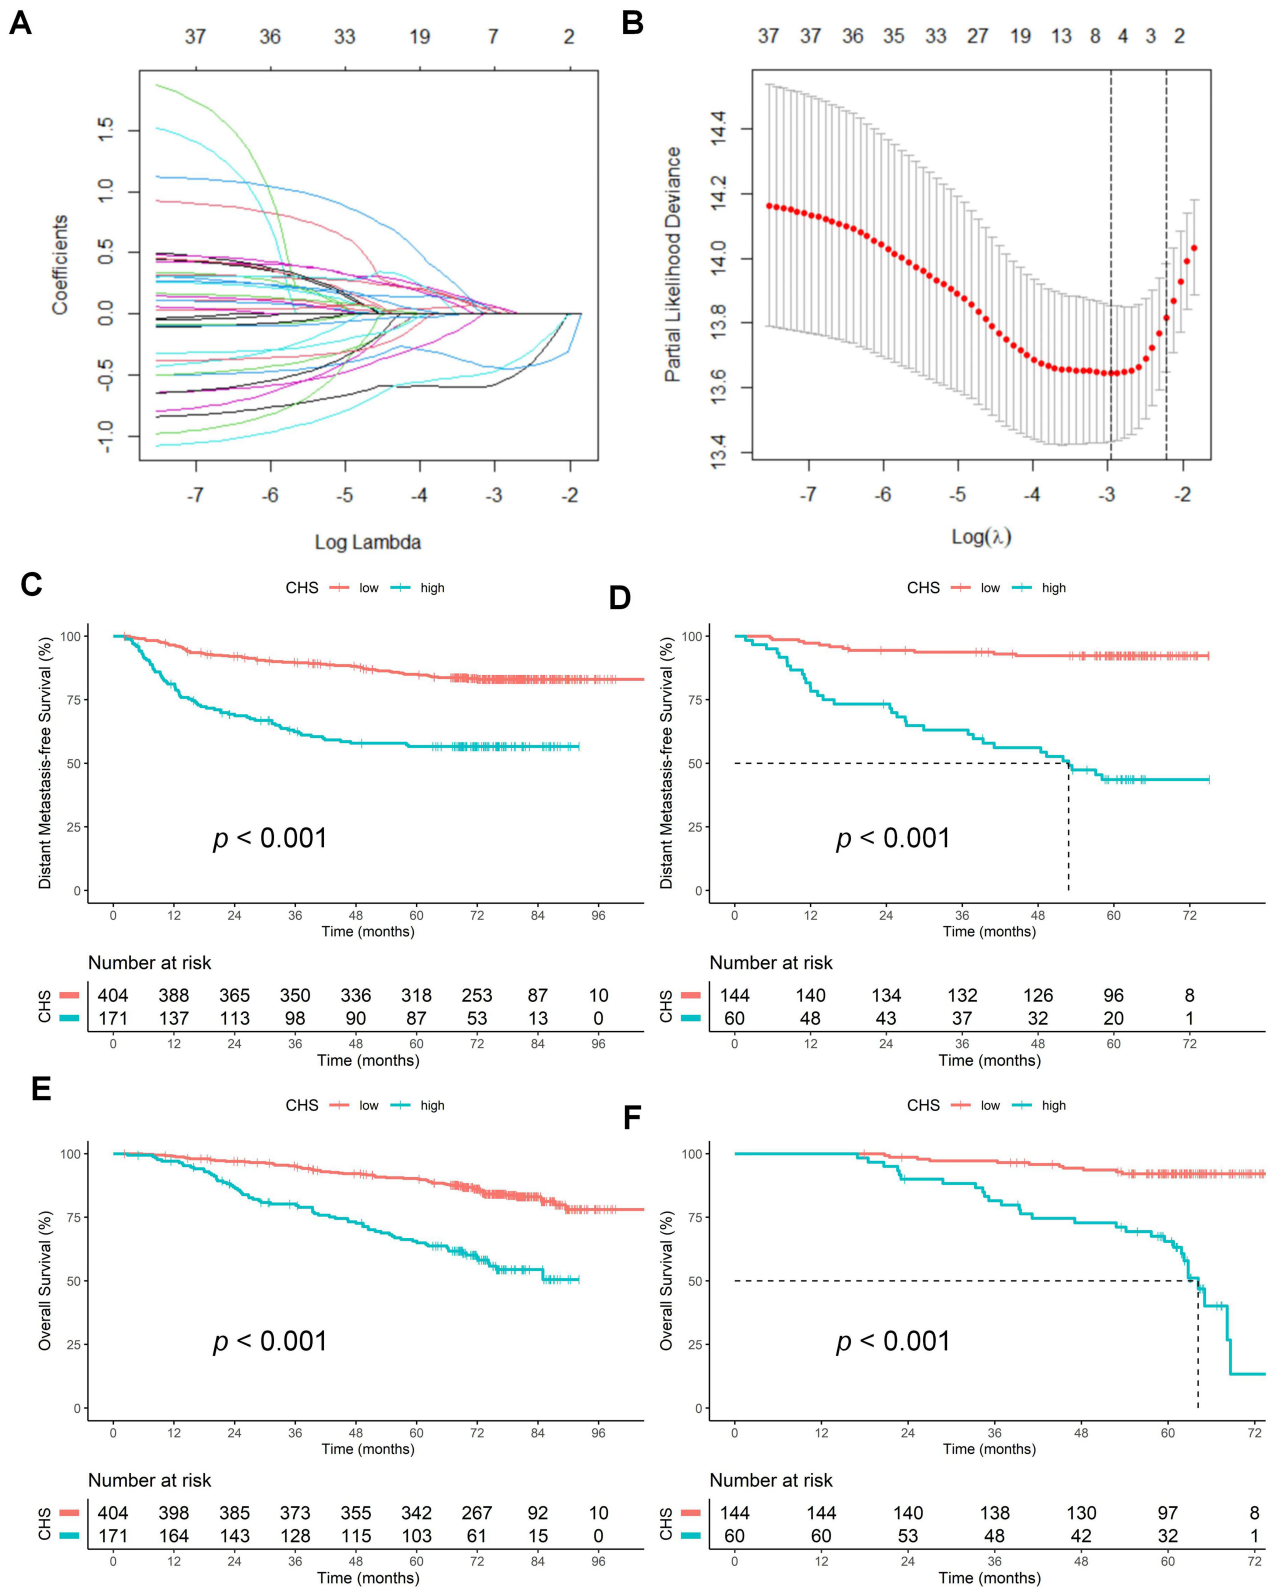 A
37 36 33 19 7 2
Coefficients
1.5
1.0
0.5
0.0
-0.5
-1.0
-7 -6 -5 -4 -3 -2
Log Lambda
B
37 37 36 35 33 27 19 13 8 4 3 2
Partial Likelihood Deviance
14.4
14.2
14.0
13.8
13.6
13.4
-7 -6 -5 -4 -3 -2
Log(λ)
C
CHS low high
Distant Metastasis-free Survival (%)
100
75
50
25
0
p < 0.001
0 12 24 36 48 60 72 84 96
Time (months)
Number at risk
CHS
404 388 365 350 336 318 253 87 10
171 137 113 98 90 87 53 13 0
0 12 24 36 48 60 72 84 96
Time (months)
D
CHS low high
Distant Metastasis-free Survival (%)
100
75
50
25
0
p < 0.001
0 12 24 36 48 60 72
Time (months)
Number at risk
CHS
144 140 134 132 126 96 8
60 48 43 37 32 20 1
0 12 24 36 48 60 72
Time (months)
E
CHS low high
Overall Survival (%)
100
75
50
25
0
p < 0.001
0 12 24 36 48 60 72 84 96
Time (months)
Number at risk
CHS
404 398 385 373 355 342 267 92 10
171 164 143 128 115 103 61 15 0
0 12 24 36 48 60 72 84 96
Time (months)
F
CHS low high
Overall Survival (%)
100
75
50
25
0
p < 0.001
0 12 24 36 48 60 72
Time (months)
Number at risk
CHS
144 144 140 138 130 97 8
60 60 53 48 42 32 1
0 12 24 36 48 60 72
Time (months)